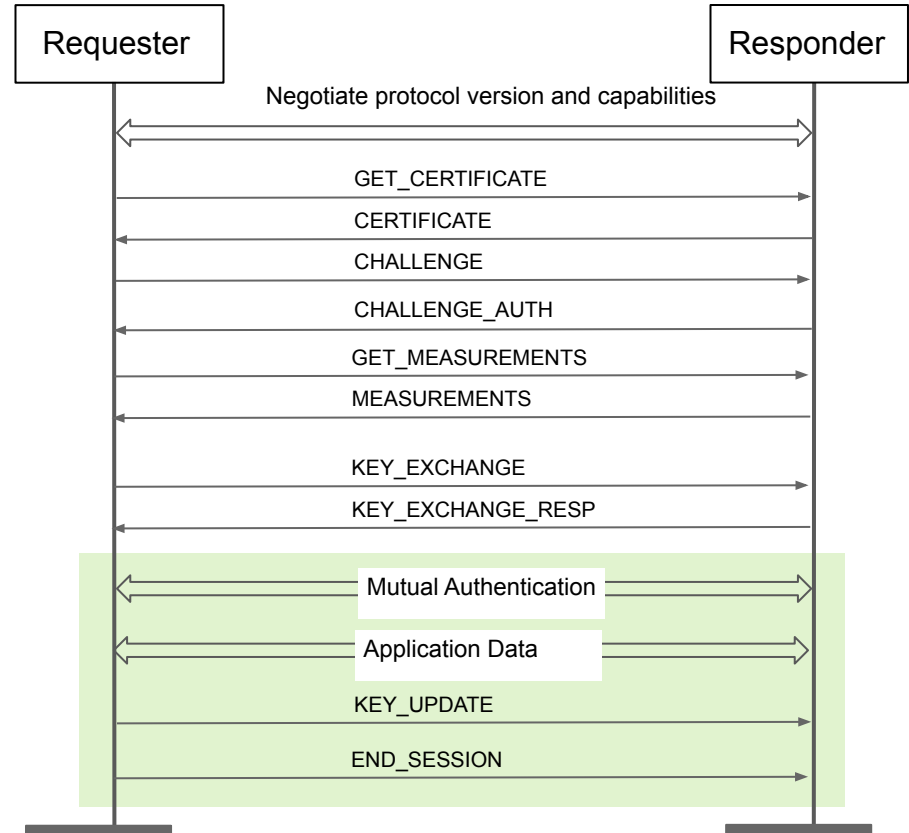 Requester
Responder
Negotiate protocol version and capabilities
GET_CERTIFICATE
CERTIFICATE
CHALLENGE
CHALLENGE_AUTH
GET_MEASUREMENTS
MEASUREMENTS
KEY_EXCHANGE
KEY_EXCHANGE_RESP
Mutual Authentication
Application Data
KEY_UPDATE
END_SESSION